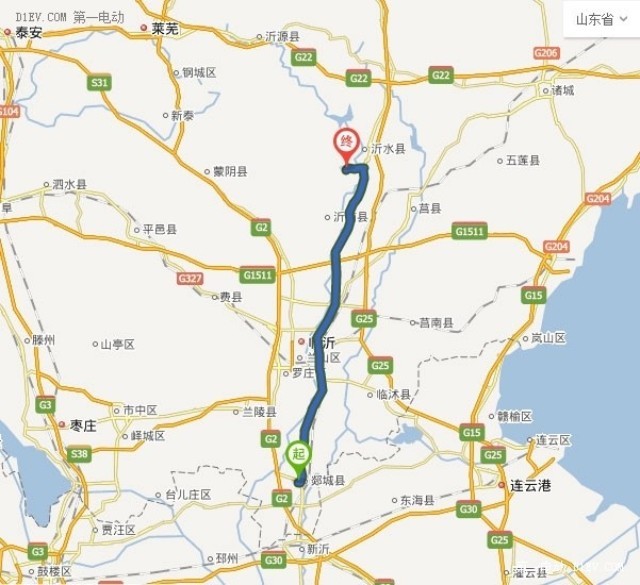 D1EV.COM 第一电动
山东省
泰安
莱芜
沂源县
G22
G206
钢城区
G22
G22
S31
诸城
G104
新泰
终
沂水县
五莲县
蒙阴县
泗水县
G204
莒县
沂
县
平邑县
G2
G1511
G204
G1511
G327
费县
G15
G25
莒南县
滕州
山亭区
临沂
兰
区
岚山区
罗庄
G25
临沭县
G3
市中区
兰陵县
赣榆区
枣庄
峄城区
G2
G15
连云区
S38
起
G25
郯城县
连云港
台儿庄区
G2
东海县
G30
贾汪区
G25
G3
新沂
邳州
G30
鼓楼区
灌云县